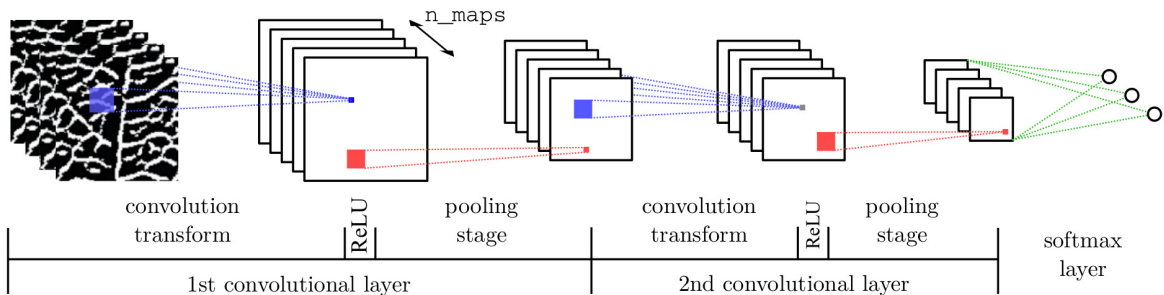 n_maps
convolution
transform
ReLU
pooling
stage
convolution
transform
ReLU
pooling
stage
softmax
layer
1st convolutional layer
2nd convolutional layer